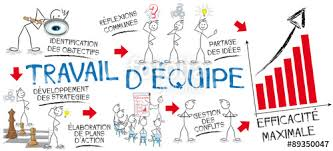 RÉFLEXIONS
COMMUNES
IDENTIFICATION
DES OBJECTIFS
PARTAGE
DES IDÉES
TRAVAIL D'ÉQUIPE
DÉVELOPPEMENT
DES STRATÉGIES
GESTION
DES CONFLITS
ÉLABORATION
DE PLANS
D'ACTION
EFFICACITÉ
MAXIMALE
#89350047